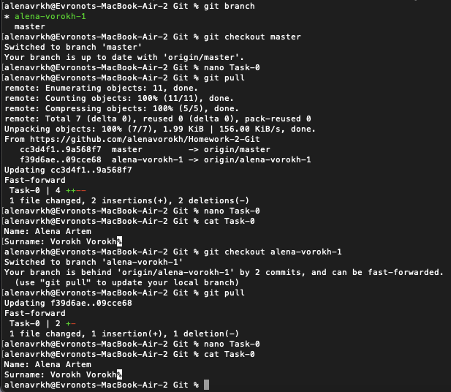 [alenavrkh@Evronots-MacBook-Air-2 Git % git branch
* alena-vorokh-1
  master
[alenavrkh@Evronots-MacBook-Air-2 Git % git checkout master
Switched to branch 'master'
Your branch is up to date with 'origin/master'.
[alenavrkh@Evronots-MacBook-Air-2 Git % nano Task-0
[alenavrkh@Evronots-MacBook-Air-2 Git % git pull
remote: Enumerating objects: 11, done.
remote: Counting objects: 100% (11/11), done.
remote: Compressing objects: 100% (5/5), done.
remote: Total 7 (delta 0), reused 0 (delta 0), pack-reused 0
Unpacking objects: 100% (7/7), 1.99 KiB | 156.00 KiB/s, done.
From https://github.com/alenavorokh/Homework-2-Git
   cc3d4f1..9a568f7  master         -> origin/master
   f39d6ae..09cce68  alena-vorokh-1 -> origin/alena-vorokh-1
Updating cc3d4f1..9a568f7
Fast-forward
 Task-0 | 4 ++--
 1 file changed, 2 insertions(+), 2 deletions(-)
[alenavrkh@Evronots-MacBook-Air-2 Git % nano Task-0
[alenavrkh@Evronots-MacBook-Air-2 Git % cat Task-0
Name: Alena Artem
Surname: Vorokh Vorokh%
[alenavrkh@Evronots-MacBook-Air-2 Git % git checkout alena-vorokh-1
Switched to branch 'alena-vorokh-1'
Your branch is behind 'origin/alena-vorokh-1' by 2 commits, and can be fast-forwarded.
  (use "git pull" to update your local branch)
[alenavrkh@Evronots-MacBook-Air-2 Git % git pull
Updating f39d6ae..09cce68
Fast-forward
 Task-0 | 2 +-
 1 file changed, 1 insertion(+), 1 deletion(-)
[alenavrkh@Evronots-MacBook-Air-2 Git % nano Task-0
[alenavrkh@Evronots-MacBook-Air-2 Git % cat Task-0
Name: Alena Artem
Surname: Vorokh Vorokh%
alenavrkh@Evronots-MacBook-Air-2 Git %